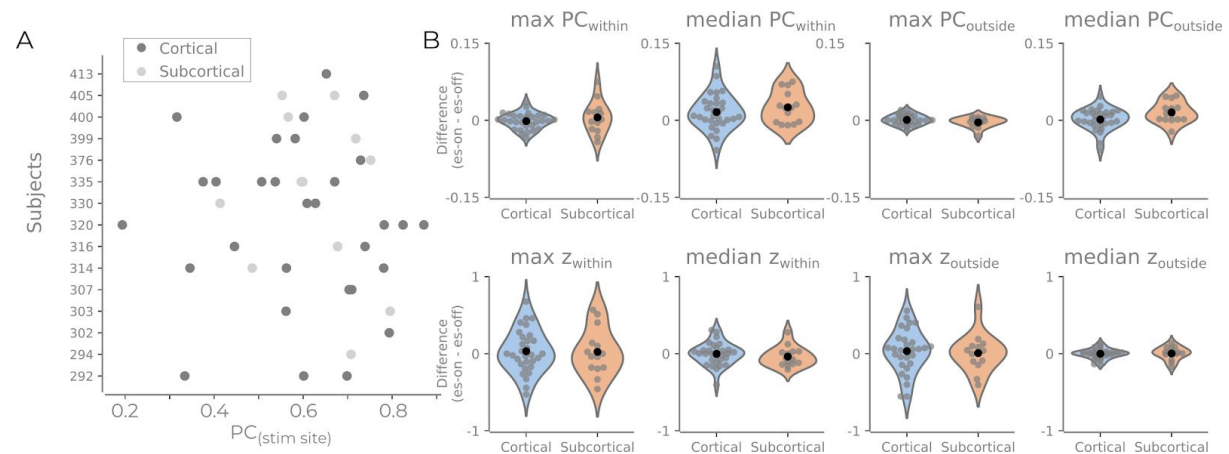 A
Cortical
Subcortical
Subjects
413
405
400
399
376
335
330
320
316
314
307
303
302
294
292
0.2 0.4 0.6 0.8
PC(stim site)
B
max PCwithin median PCwithin max PCoutside median PCoutside
Difference
(es-on - es-off)
0.15 0.15 0.15 0.15
0 0 0 0
-0.15 -0.15 -0.15 -0.15
Cortical Subcortical Cortical Subcortical Cortical Subcortical Cortical Subcortical
max zwithin median zwithin max zoutside median zoutside
Difference
(es-on - es-off)
1 1 1 1
0 0 0 0
-1 -1 -1 -1
Cortical Subcortical Cortical Subcortical Cortical Subcortical Cortical Subcortical